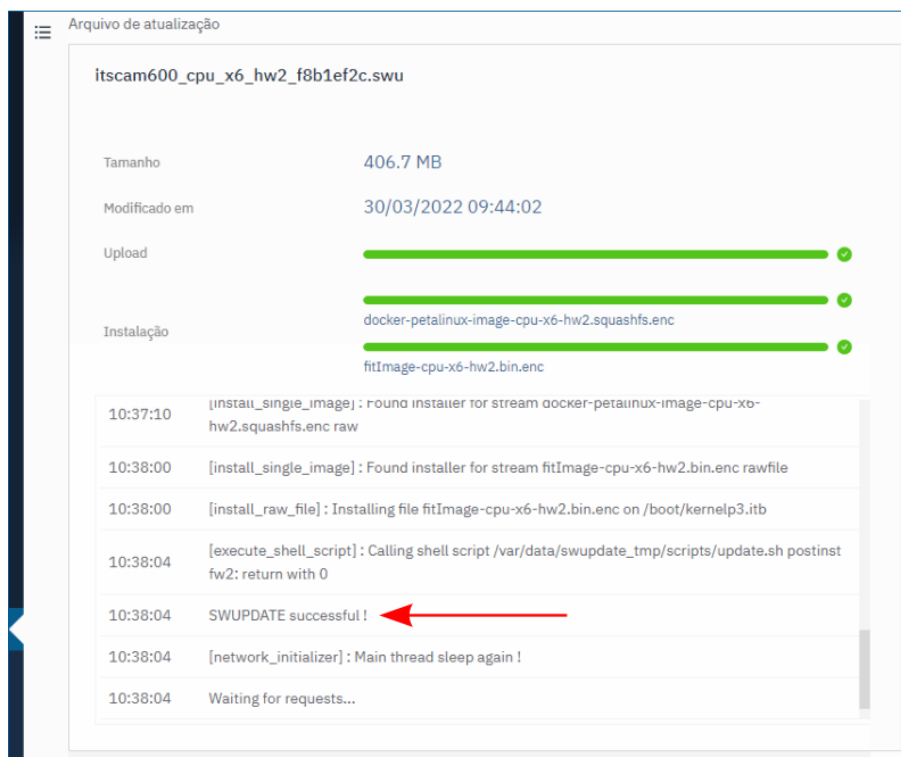 Arquivo de atualização
itscam600_cpu_x6_hw2_f8b1ef2c.swu
Tamanho
406.7 MB
Modificado em
30/03/2022 09:44:02
Upload
Instalação
docker-petalinux-image-cpu-x6-hw2.squashfs.enc
fitImage-cpu-x6-hw2.bin.enc
10:37:10
[install_single_image] : Found installer for stream docker-petalinux-image-cpu-x6-
hw2.squashfs.enc raw
10:38:00
[install_single_image] : Found installer for stream fitImage-cpu-x6-hw2.bin.enc rawfile
10:38:00
[install_raw_file] : Installing file fitImage-cpu-x6-hw2.bin.enc on /boot/kernelp3.itb
10:38:04
[execute_shell_script] : Calling shell script /var/data/swupdate_tmp/scripts/update.sh postinst
fw2: return with 0
10:38:04
SWUPDATE successful !
10:38:04
[network_initializer] : Main thread sleep again !
10:38:04
Waiting for requests...